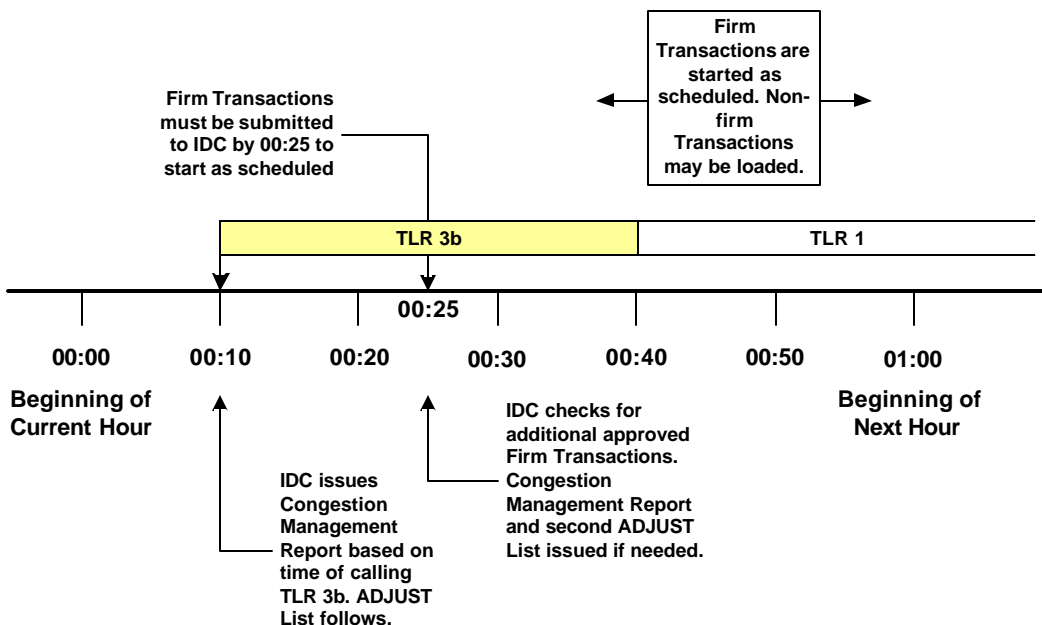 Firm
Transactions are
started as
scheduled. Non-
firm
Transactions
may be loaded.
Firm Transactions
must be submitted
to IDC by 00:25 to
start as scheduled
TLR 3b
TLR 1
00:25
00:00
00:10
00:20
00:30
00:40
00:50
01:00
Beginning of
Current Hour
Beginning of
Next Hour
IDC checks for
additional approved
Firm Transactions.
Congestion
Management Report
and second ADJUST
List issued if needed.
IDC issues
Congestion
Management
Report based on
time of calling
TLR 3b. ADJUST
List follows.